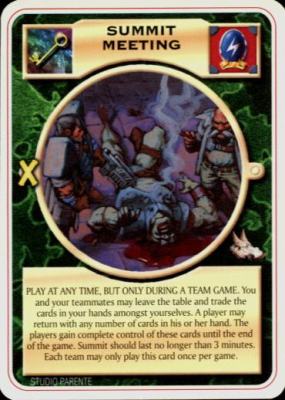 SUMMIT
MEETING
X
PLAY AT ANY TIME, BUT ONLY DURING A TEAM GAME. You
and your teammates may leave the table and trade the
cards in your hands amongst yourselves. A player may
return with any number of cards in his or her hand. The
players gain complete control of these cards until the end
of the game. Summit should last no longer than 3 minutes.
Each team may only play this card once per game.
STUDIO PARENTE